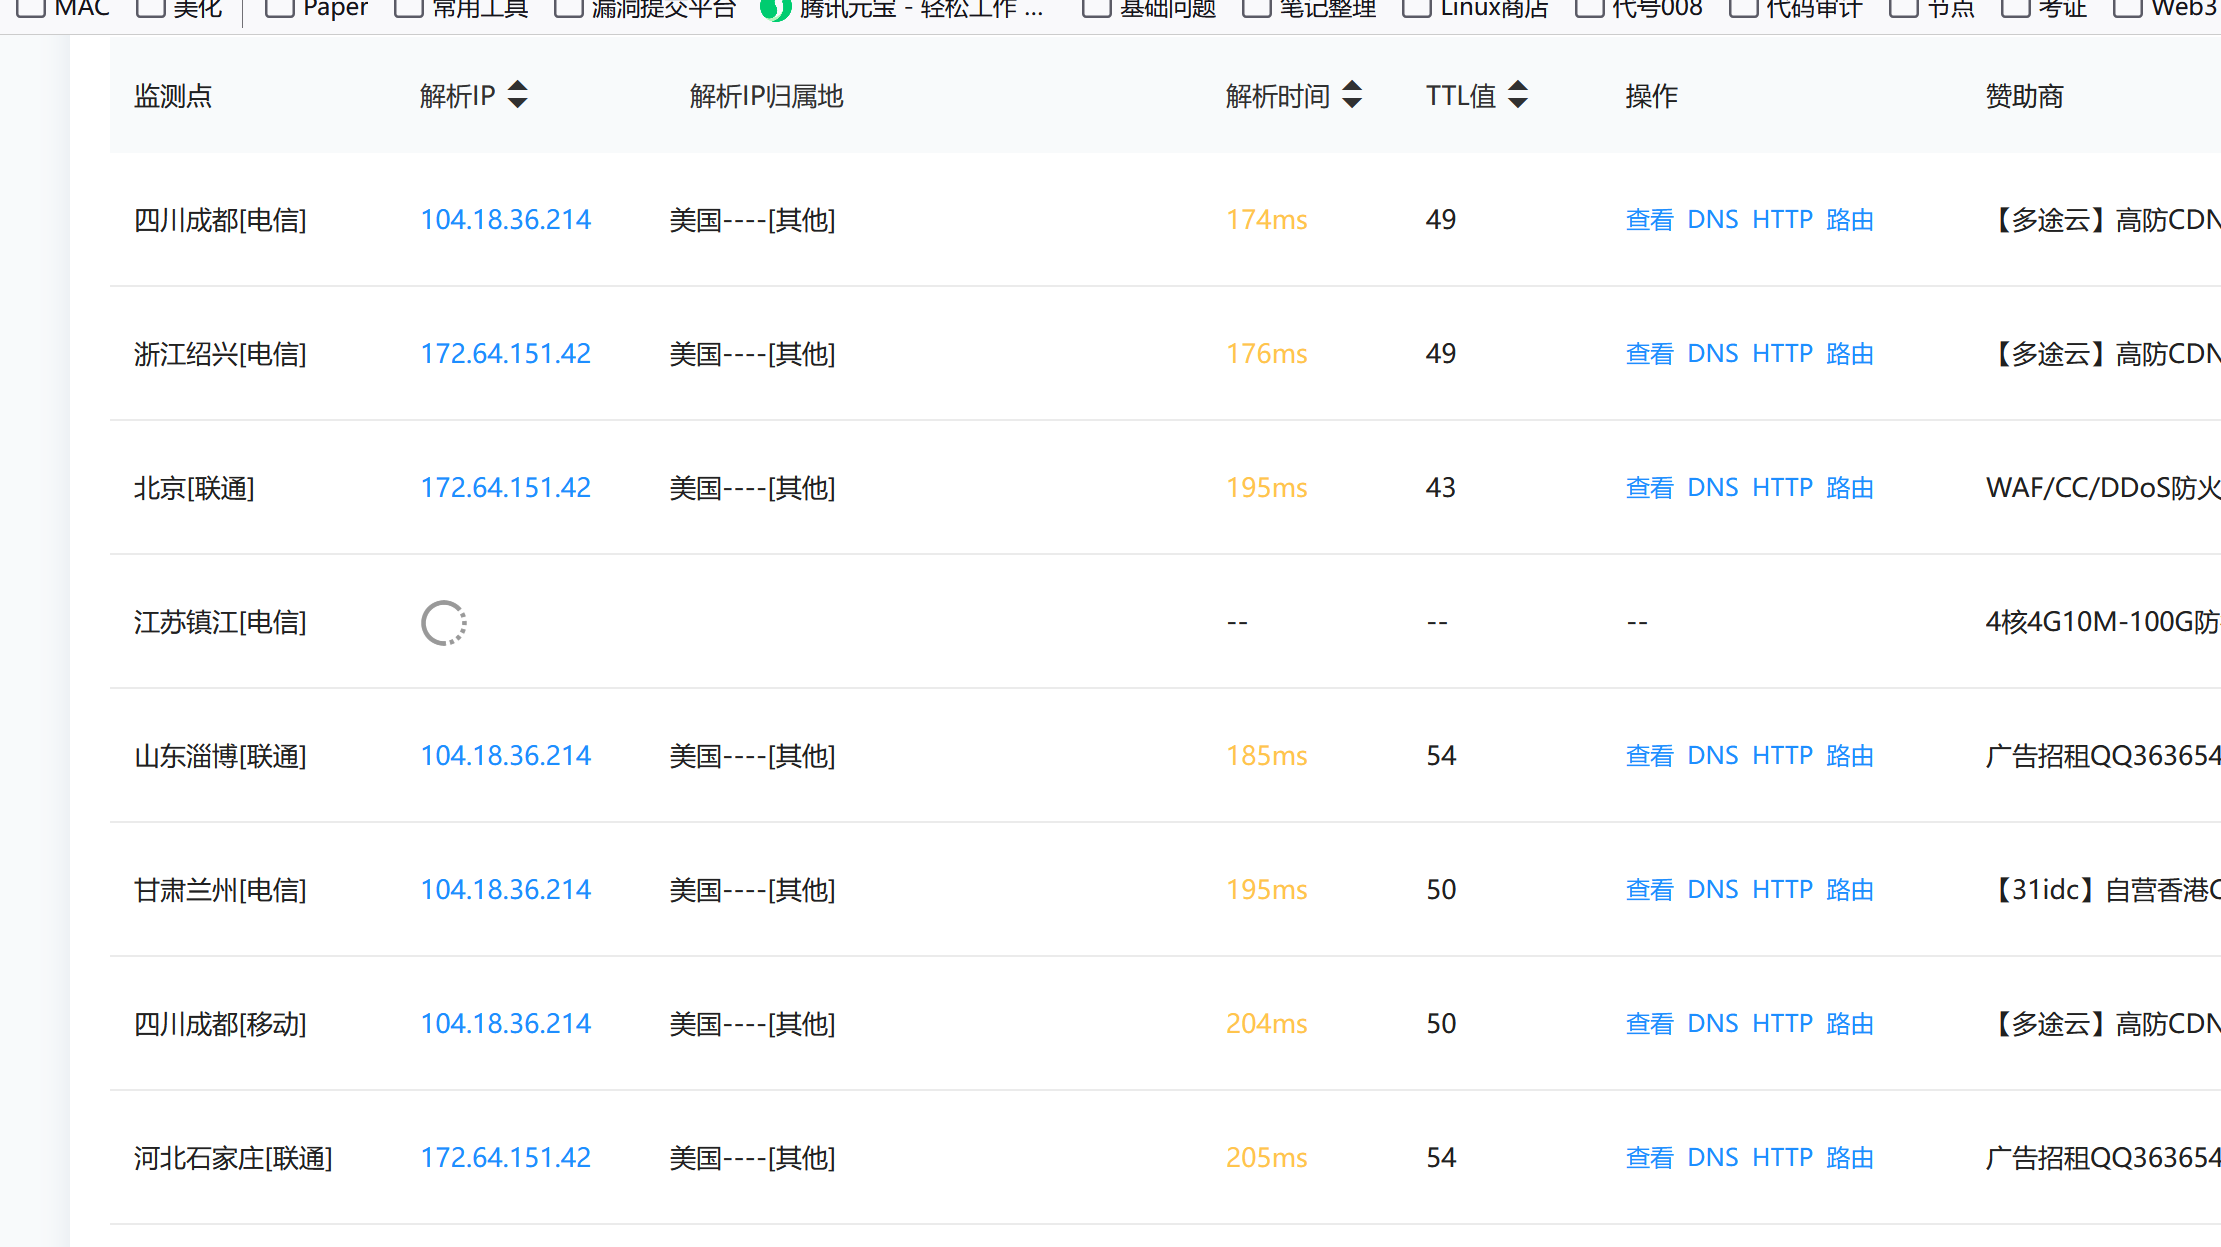 MAC 美化 Paper 常用工具 漏洞提交平台 腾讯元宝 - 轻松工作 ... 基础问题 笔记整理 Linux商店 代号008 代码审计 节点 考证 Web3
监测点 解析IP 解析IP归属地 解析时间 TTL值 操作 赞助商
四川成都[电信] 104.18.36.214 美国----[其他] 174ms 49 查看 DNS HTTP 路由 【多途云】高防CDN
浙江绍兴[电信] 172.64.151.42 美国----[其他] 176ms 49 查看 DNS HTTP 路由 【多途云】高防CDN
北京[联通] 172.64.151.42 美国----[其他] 195ms 43 查看 DNS HTTP 路由 WAF/CC/DDoS防火
江苏镇江[电信] -- -- -- 4核4G10M-100G防
山东淄博[联通] 104.18.36.214 美国----[其他] 185ms 54 查看 DNS HTTP 路由 广告招租QQ363654
甘肃兰州[电信] 104.18.36.214 美国----[其他] 195ms 50 查看 DNS HTTP 路由 【31idc】自营香港C
四川成都[移动] 104.18.36.214 美国----[其他] 204ms 50 查看 DNS HTTP 路由 【多途云】高防CDN
河北石家庄[联通] 172.64.151.42 美国----[其他] 205ms 54 查看 DNS HTTP 路由 广告招租QQ363654